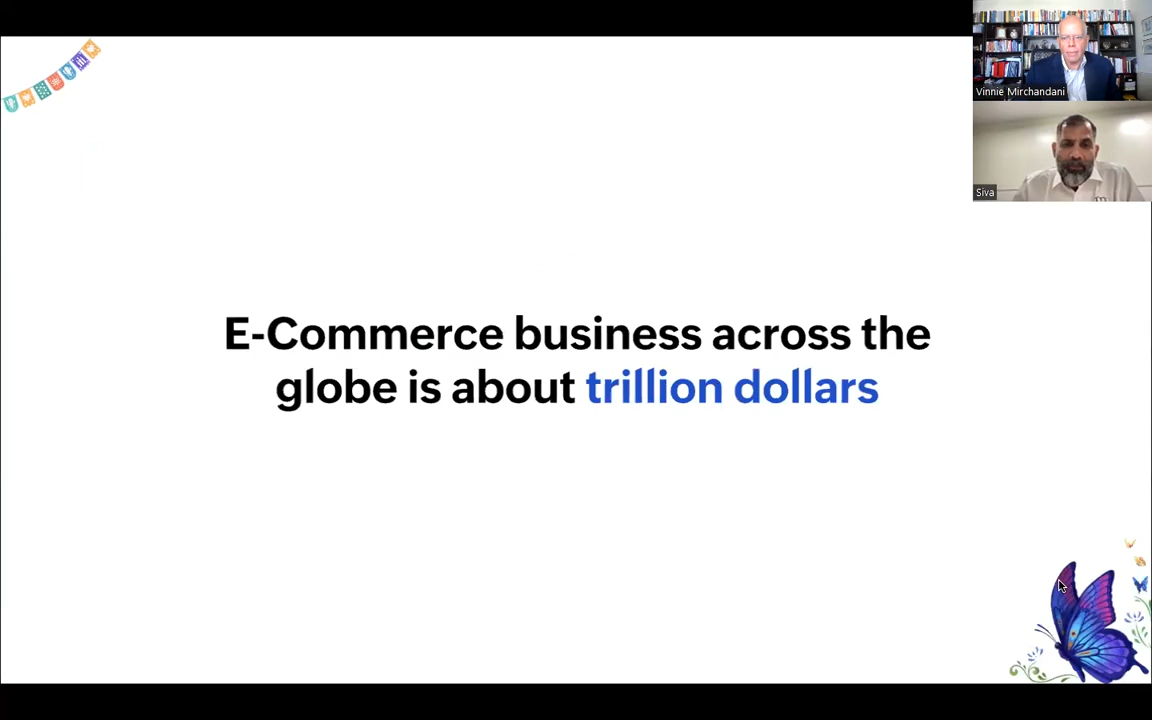 Vinnie Mirchandani
Siva
E-Commerce business across the
globe is about trillion dollars